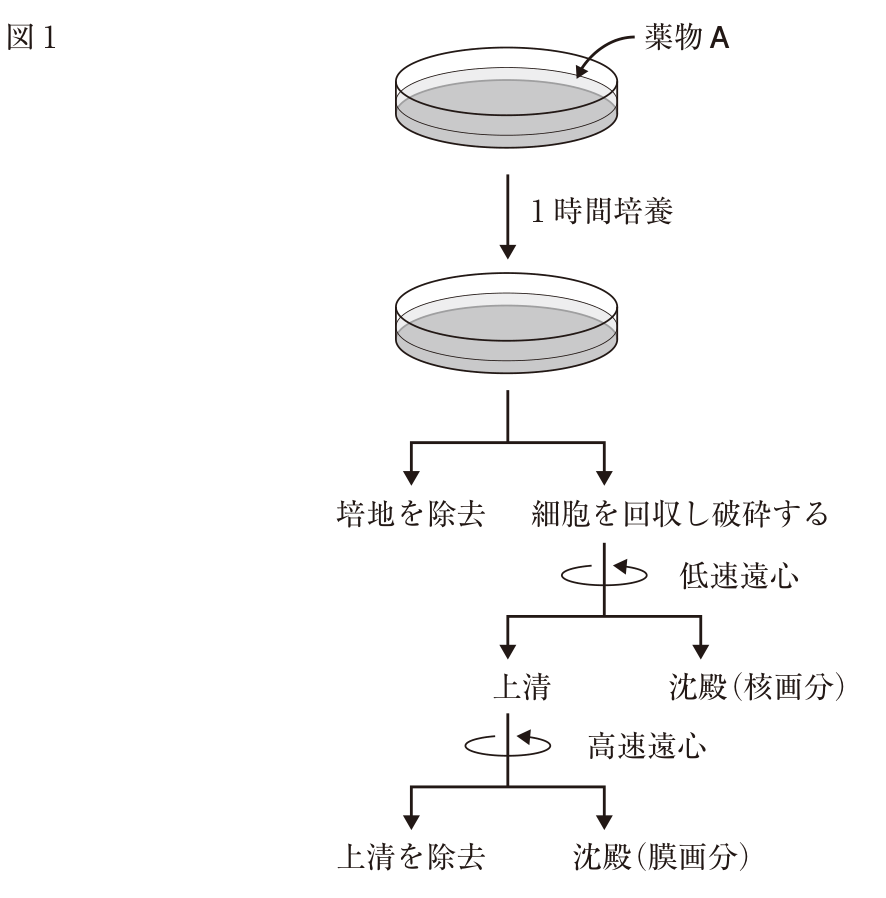 図 1
薬物 A
1 時間培養
培地を除去
細胞を回収し破砕する
低速遠心
上清
沈殿(核画分)
高速遠心
上清を除去
沈殿(膜画分)